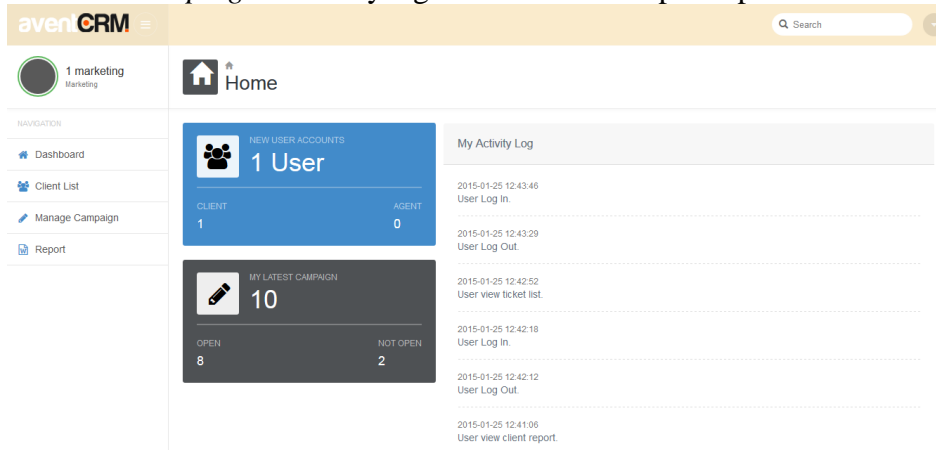 avent CRM
Search
1 marketing
Marketing
Home
NAVIGATION
Dashboard
Client List
Manage Campaign
Report
NEW USER ACCOUNTS
1 User
CLIENT
AGENT
1
0
MY LATEST CAMPAIGN
10
OPEN
NOT OPEN
8
2
My Activity Log
2015-01-25 12:43:46
User Log In.
2015-01-25 12:43:29
User Log Out.
2015-01-25 12:42:52
User view ticket list.
2015-01-25 12:42:18
User Log In.
2015-01-25 12:42:12
User Log Out.
2015-01-25 12:41:06
User view client report.